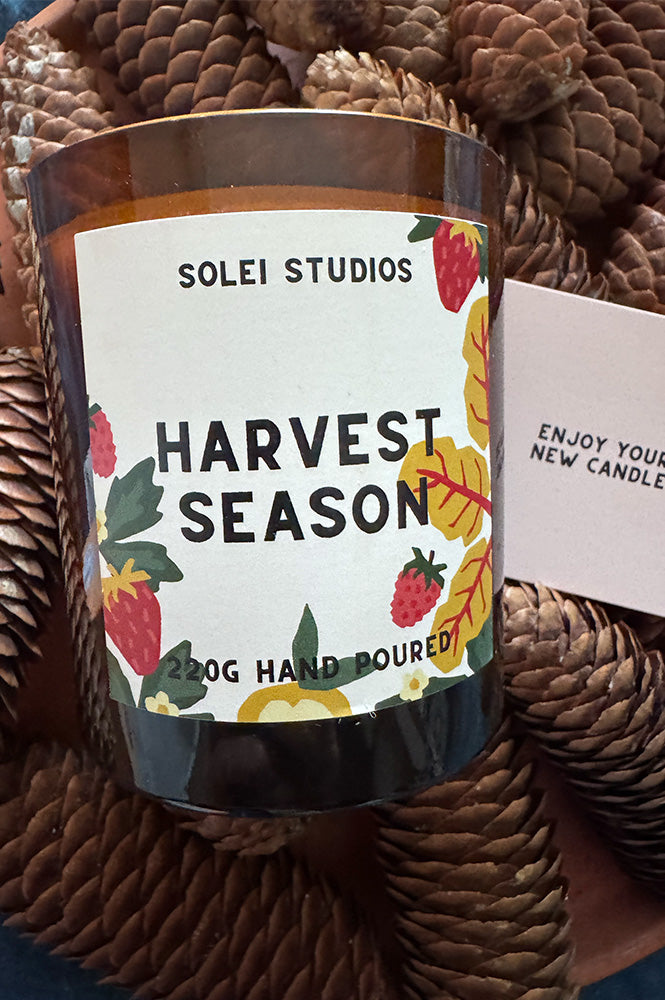 SOLEI STUDIOS
HARVEST
SEASON
220G HAND POURED
ENJOY YOUR
NEW CANDLE